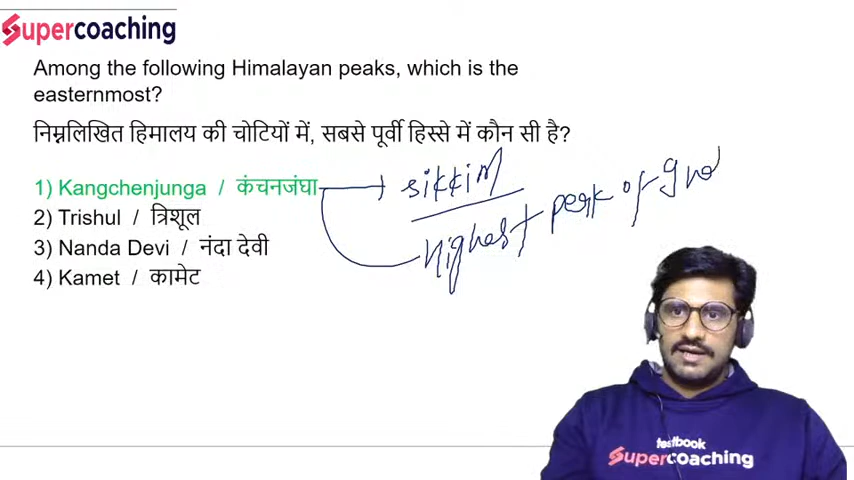 Supercoaching
Among the following Himalayan peaks, which is the
easternmost?
निम्नलिखित हिमालय की चोटियों में, सबसे पूर्वी हिस्से में कौन सी है?
1) Kangchenjunga / कंचनजंघा
sikkim
2) Trishul / त्रिशूल
highest peak of
3) Nanda Devi / नंदा देवी
4) Kamet / कामेट
testbook
Supercoaching